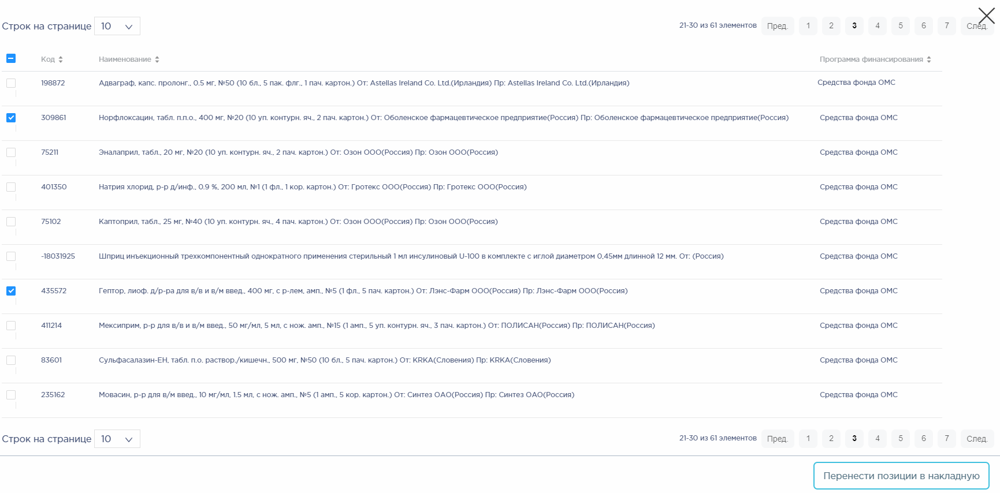 Строк на странице 10 21-30 из 61 элементов Пред. 1 2 3 4 5 6 7 След.
Код Наименование Программа финансирования
198872 Адваграф, капс. пролонг., 0.5 мг, №50 (10 бл., 5 пак. флг., 1 пач. картон.) От: Astellas Ireland Co. Ltd.(Ирландия) Пр: Astellas Ireland Co. Ltd.(Ирландия) Средства фонда ОМС
309861 Норфлоксацин, табл. п.п.о., 400 мг, №20 (10 уп. контурн. яч., 2 пач. картон.) От: Оболенское фармацевтическое предприятие(Россия) Пр: Оболенское фармацевтическое предприятие(Россия) Средства фонда ОМС
75211 Эналаприл, табл., 20 мг, №20 (10 уп. контурн. яч., 2 пач. картон.) От: Озон ООО(Россия) Пр: Озон ООО(Россия) Средства фонда ОМС
401350 Натрия хлорид, р-р д/инф., 0.9 %, 200 мл, №1 (1 фл., 1 кор. картон.) От: Гротекс ООО(Россия) Пр: Гротекс ООО(Россия) Средства фонда ОМС
75102 Каптоприл, табл., 25 мг, №40 (10 уп. контурн. яч., 4 пач. картон.) От: Озон ООО(Россия) Пр: Озон ООО(Россия) Средства фонда ОМС
-18031925 Шприц инъекционный трехкомпонентный однократного применения стерильный 1 мл инсулиновый U-100 в комплекте с иглой диаметром 0,45мм длинной 12 мм. От: (Россия) Средства фонда ОМС
435572 Гептор, лиоф. д/р-ра для в/в и в/м введ., 400 мг, с р-лем, амп., №5 (1 фл., 5 пач. картон.) От: Лэнс-Фарм ООО(Россия) Пр: Лэнс-Фарм ООО(Россия) Средства фонда ОМС
411214 Мексиприм, р-р для в/в и в/м введ., 50 мг/мл, 5 мл, с нож. амп., №15 (1 амп., 5 уп. контурн. яч., 3 пач. картон.) От: ПОЛИСАН(Россия) Пр: ПОЛИСАН(Россия) Средства фонда ОМС
83601 Сульфасалазин-ЕН, табл. п.о. раствор./кишечн., 500 мг, №50 (10 бл., 5 пач. картон.) От: KRKA(Словения) Пр: KRKA(Словения) Средства фонда ОМС
235162 Мовасин, р-р для в/м введ., 10 мг/мл, 1.5 мл, с нож. амп., №5 (1 амп., 5 кор. картон.) От: Синтез ОАО(Россия) Пр: Синтез ОАО(Россия) Средства фонда ОМС
Строк на странице 10 21-30 из 61 элементов Пред. 1 2 3 4 5 6 7 След.
Перенести позиции в накладную